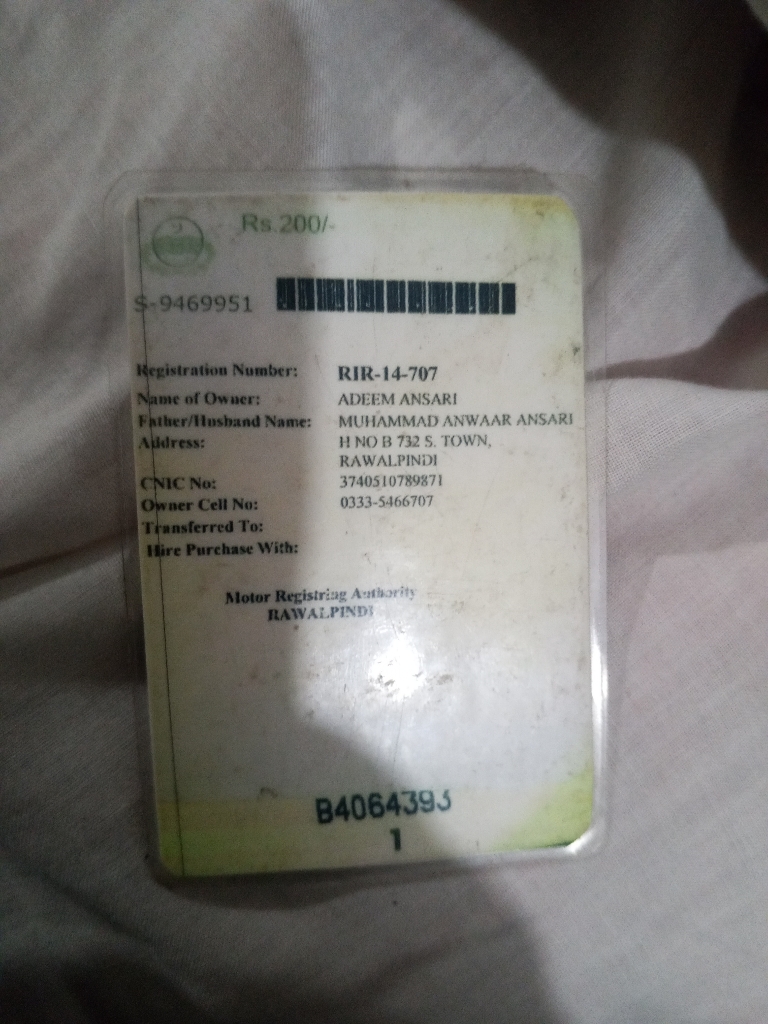 Rs.200/-
S-9469951
Registration Number: RIR-14-707
Name of Owner: ADEEM ANSARI
Father/Husband Name: MUHAMMAD ANWAAR ANSARI
Address: H NO B 732 S. TOWN,
RAWALPINDI
CNIC No: 3740510789871
Owner Cell No: 0333-5466707
Transferred To:
Hire Purchase With:
Motor Registring Authority
RAWALPINDI
B4064393
1